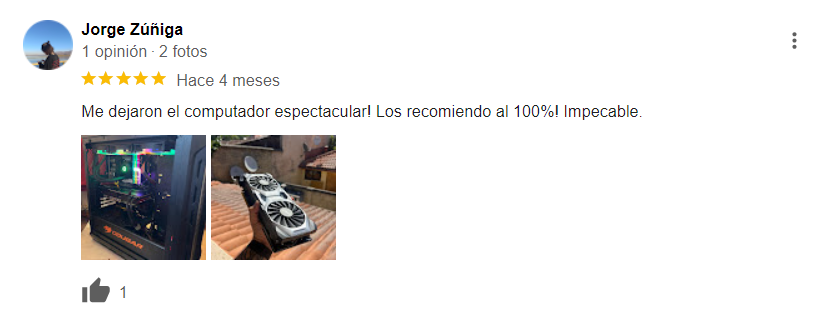 Jorge Zúñiga
1 opinión · 2 fotos
Hace 4 meses
Me dejaron el computador espectacular! Los recomiendo al 100%! Impecable.
COUGAR
1